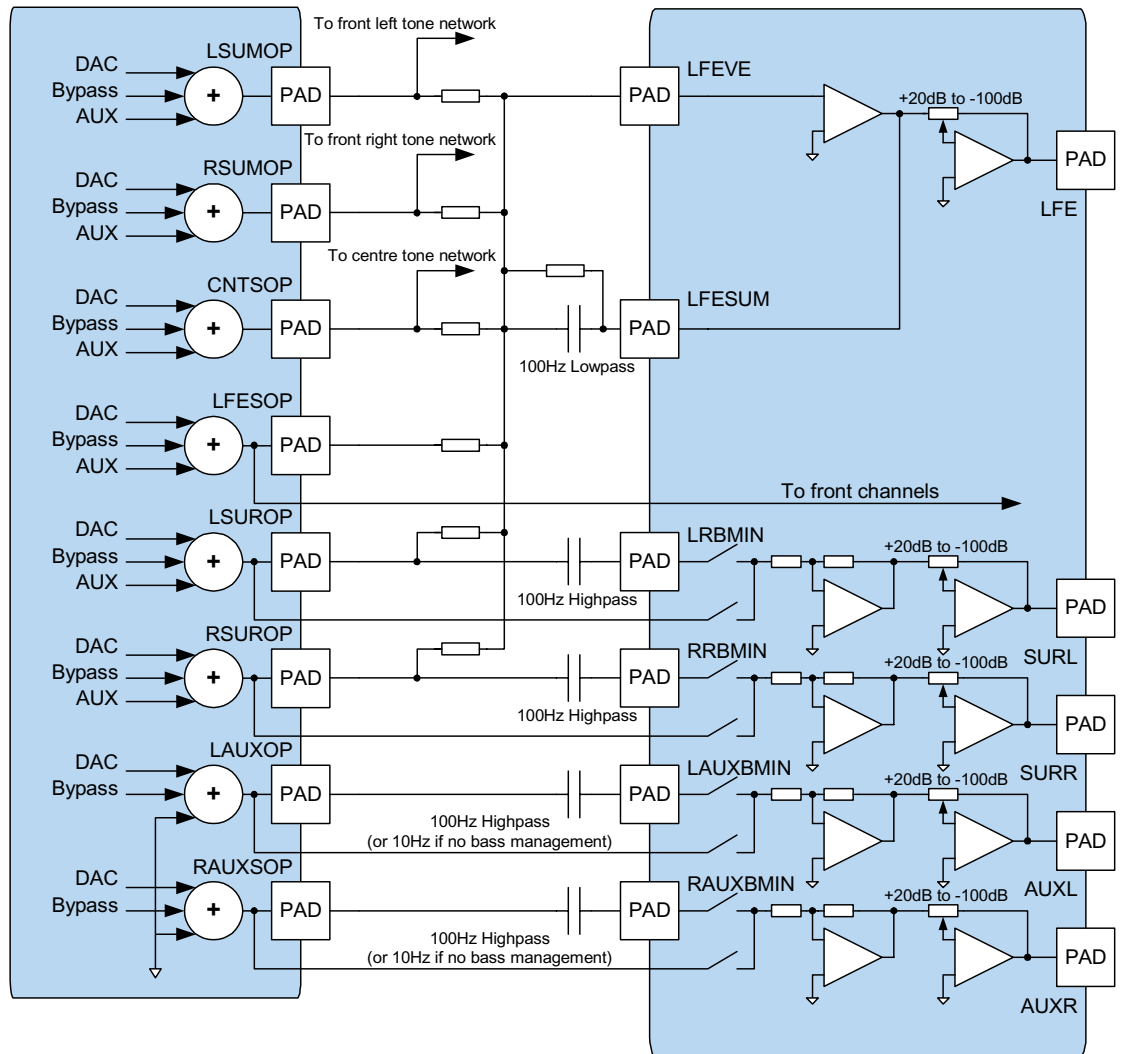 To front left tone network
LSUMOP
DAC
Bypass
AUX
+
PAD
PAD
LFEVE
+20dB to -100dB
PAD
LFE
To front right tone network
RSUMOP
DAC
Bypass
AUX
+
PAD
To centre tone network
CNTSOP
DAC
Bypass
AUX
+
PAD
100Hz Lowpass
PAD
LFESUM
LFESOP
DAC
Bypass
AUX
+
PAD
To front channels
LSUROP
DAC
Bypass
AUX
+
PAD
100Hz Highpass
PAD
LRBMIN
+20dB to -100dB
PAD
SURL
RSUROP
DAC
Bypass
AUX
+
PAD
100Hz Highpass
PAD
RRBMIN
+20dB to -100dB
PAD
SURR
LAUXOP
DAC
Bypass
+
PAD
100Hz Highpass
(or 10Hz if no bass management)
PAD
LAUXBMIN
+20dB to -100dB
PAD
AUXL
RAUXSOP
DAC
Bypass
+
PAD
100Hz Highpass
(or 10Hz if no bass management)
PAD
RAUXBMIN
+20dB to -100dB
PAD
AUXR